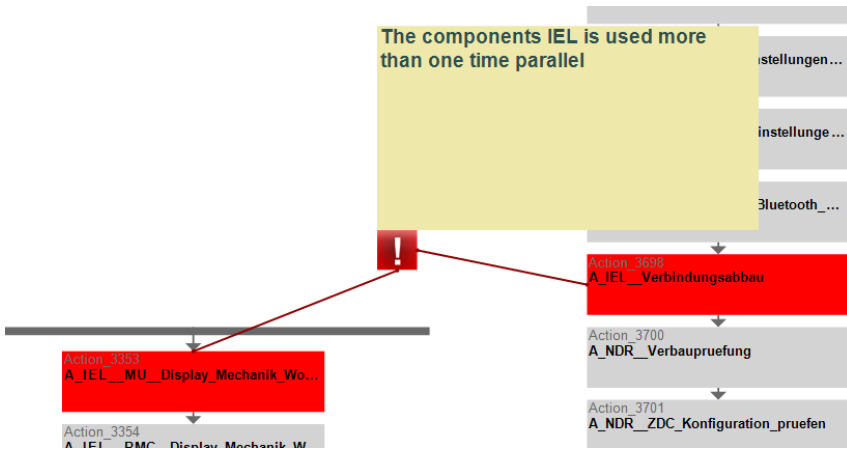 The components IEL is used more
than one time parallel
stellungen...
instellunge...
Bluetooth_...
!
Action_3698
A_IEL__Verbindungsabbau
Action_3700
A_NDR__Verbaupruefung
Action_3353
A_IEL__MU__Display_Mechanik_Wo...
Action_3701
A_NDR__ZDC_Konfiguration_pruefen
Action_3354
A_IEL__RMC__Display_Mechanik_W